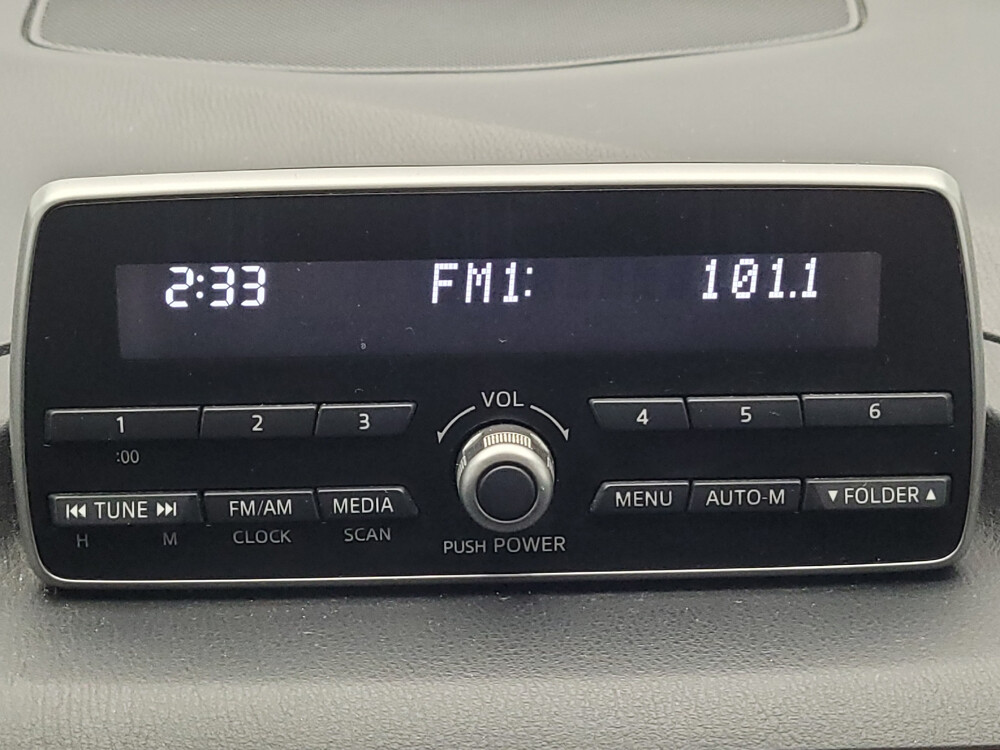 2:33 FM1: 101.1
VOL
1 2 3 4 5 6
:00
⏮ TUNE ⏭ FM/AM MEDIA MENU AUTO-M ▼ FOLDER ▲
H M CLOCK SCAN PUSH POWER